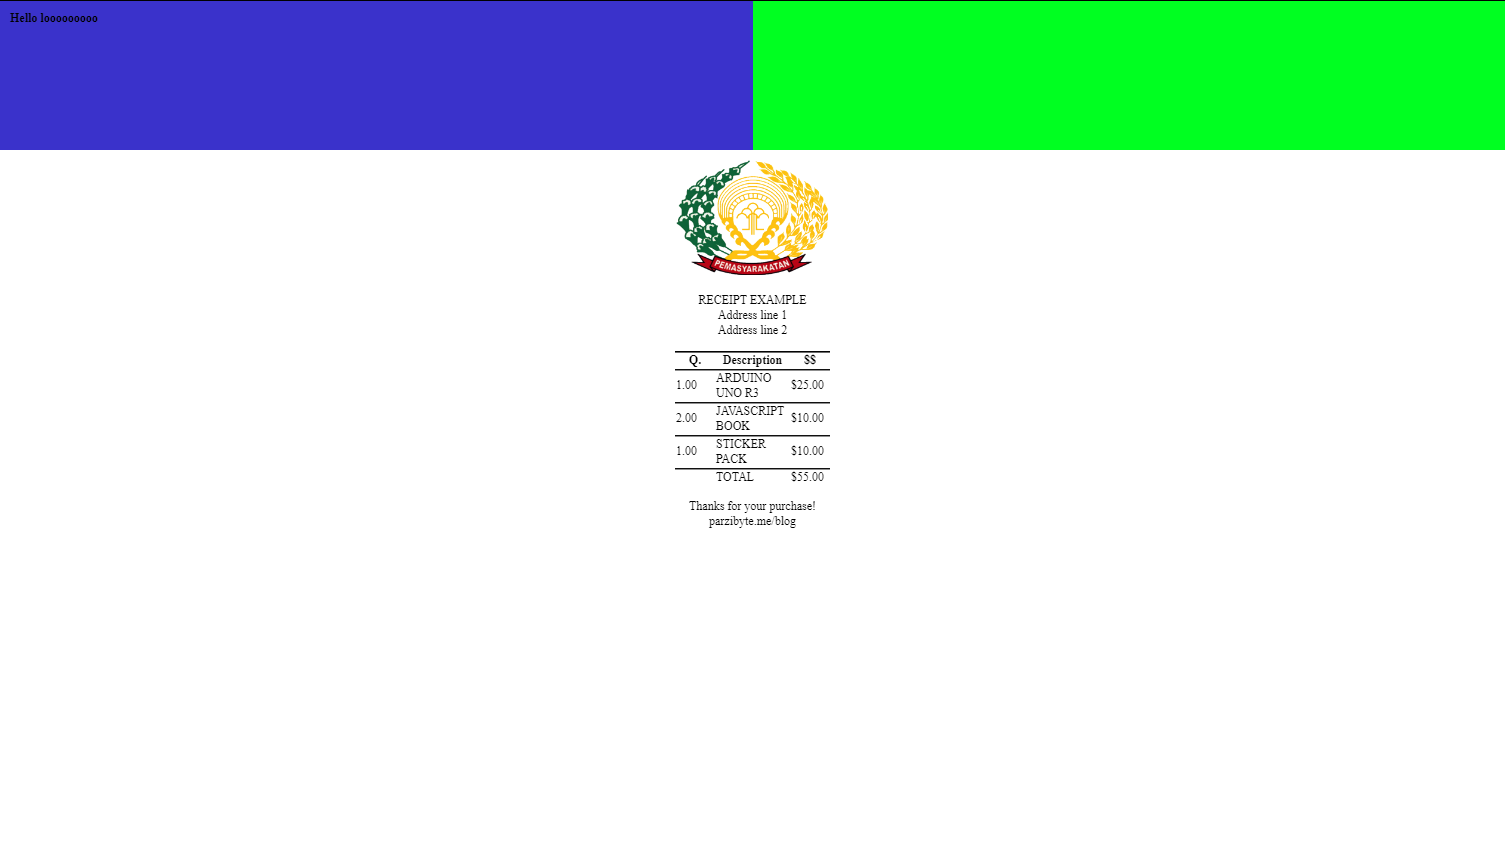 Hello looooooooo
PEMASYARAKATAN
RECEIPT EXAMPLE
Address line 1
Address line 2
Q. Description $$
1.00 ARDUINO UNO R3 $25.00
2.00 JAVASCRIPT BOOK $10.00
1.00 STICKER PACK $10.00
TOTAL $55.00
Thanks for your purchase!
parzibyte.me/blog